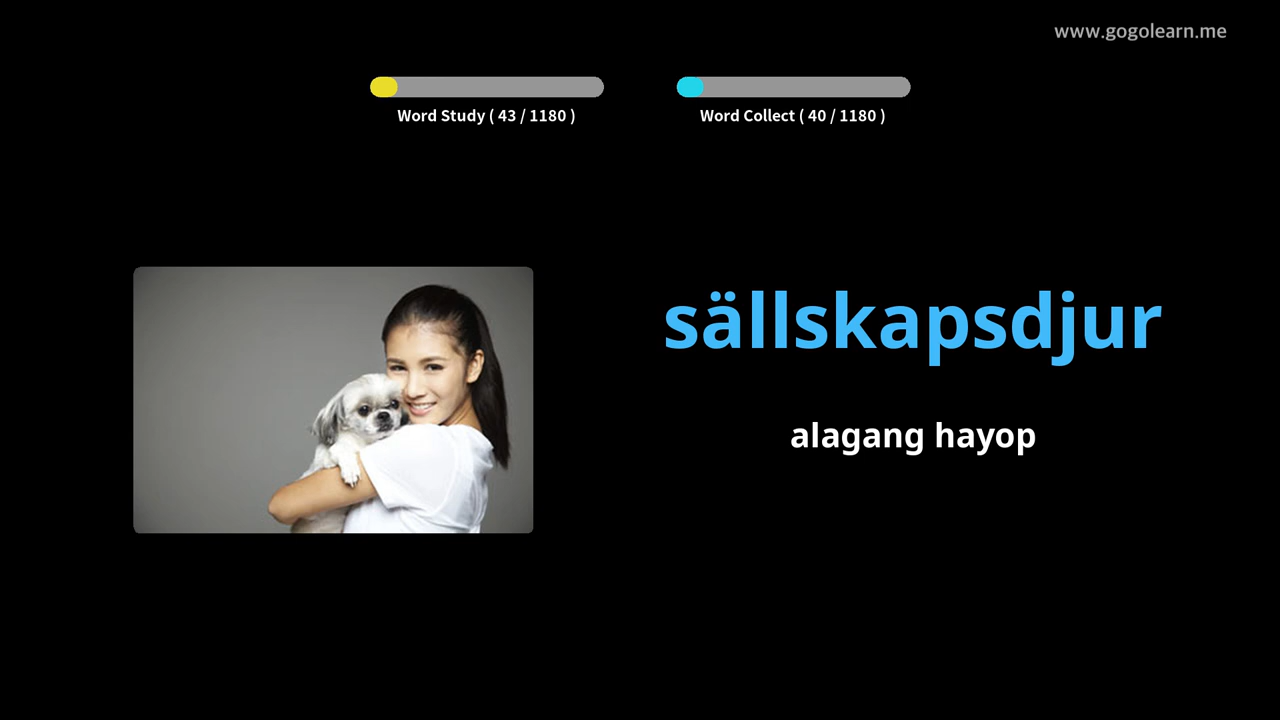 www.gogolearn.me
Word Study ( 43 / 1180 )
Word Collect ( 40 / 1180 )
sällskapsdjur
alagang hayop